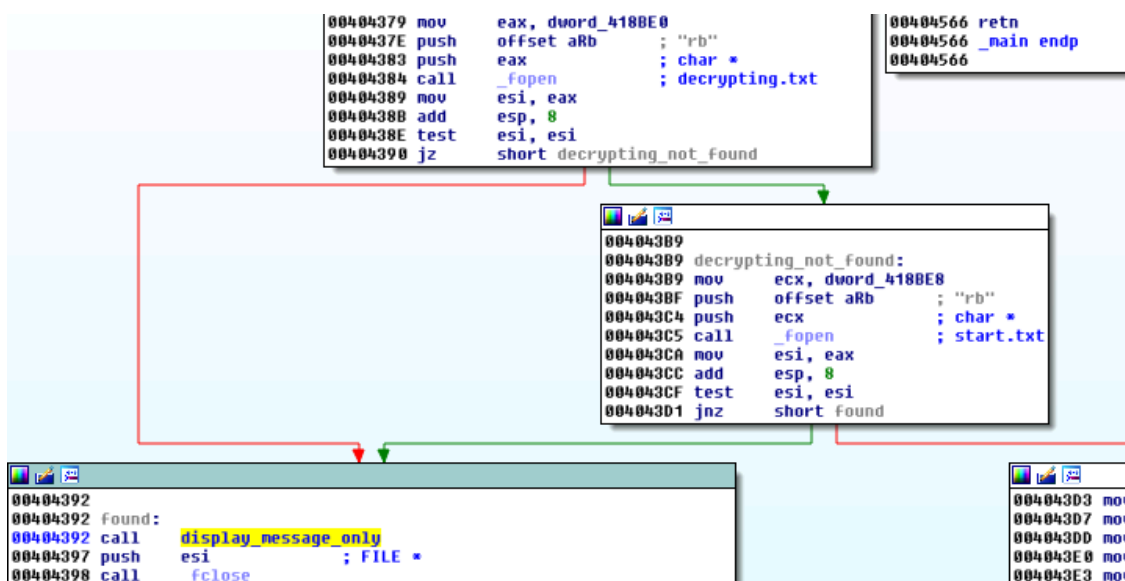 00404379 mov eax, dword_418BE0
0040437E push offset aRb ; "rb"
00404383 push eax ; char *
00404384 call _fopen ; decrypting.txt
00404389 mov esi, eax
0040438B add esp, 8
0040438E test esi, esi
00404390 jz short decrypting_not_found
00404566 retn
00404566 _main endp
00404566
004043B9
004043B9 decrypting_not_found:
004043B9 mov ecx, dword_418BE8
004043BF push offset aRb ; "rb"
004043C4 push ecx ; char *
004043C5 call _fopen ; start.txt
004043CA mov esi, eax
004043CC add esp, 8
004043CF test esi, esi
004043D1 jnz short found
00404392
00404392 found:
00404392 call display_message_only
00404397 push esi ; FILE *
00404398 call _fclose
004043D3 mov
004043D7 mov
004043DD mov
004043E0 mov
004043E3 mov